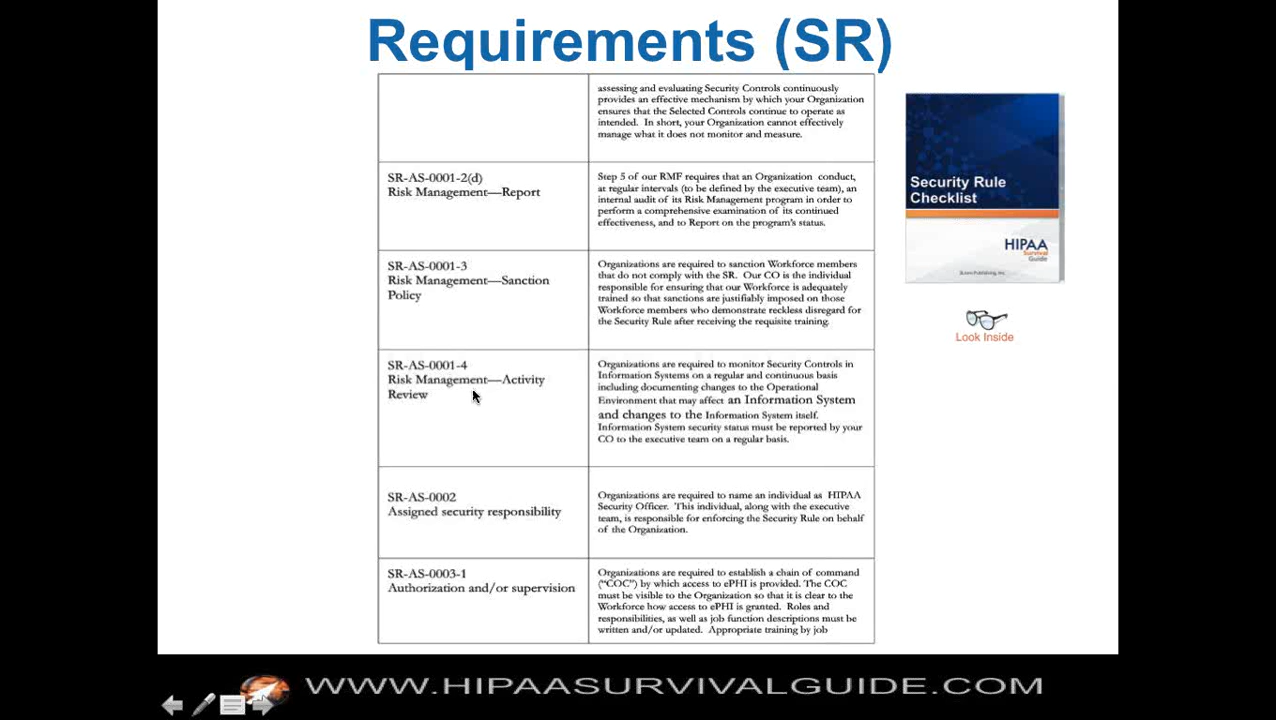 Requirements (SR)
assessing and evaluating Security Controls continuously
provides an effective mechanism by which your Organization
ensures that the Selected Controls continue to operate as
intended. In short, your Organization cannot effectively
manage what it does not monitor and measure.
SR-AS-0001-2(d)
Risk Management—Report
Step 5 of our RMF requires that an Organization conduct,
at regular intervals (to be defined by the executive team), an
internal audit of its Risk Management program in order to
perform a comprehensive examination of its continued
effectiveness, and to Report on the program's status.
SR-AS-0001-3
Risk Management—Sanction
Policy
Organizations are required to sanction Workforce members
that do not comply with the SR. Our CO is the individual
responsible for ensuring that our Workforce is adequately
trained so that sanctions are justifiably imposed on those
Workforce members who demonstrate reckless disregard for
the Security Rule after receiving the requisite training.
SR-AS-0001-4
Risk Management—Activity
Review
Organizations are required to monitor Security Controls in
Information Systems on a regular and continuous basis
including documenting changes to the Operational
Environment that may affect an Information System
and changes to the Information System itself.
Information System security status must be reported by your
CO to the executive team on a regular basis.
SR-AS-0002
Assigned security responsibility
Organizations are required to name an individual as HIPAA
Security Officer. This individual, along with the executive
team, is responsible for enforcing the Security Rule on behalf
of the Organization.
SR-AS-0003-1
Authorization and/or supervision
Organizations are required to establish a chain of command
("COC") by which access to ePHI is provided. The COC
must be visible to the Organization so that it is clear to the
Workforce how access to ePHI is granted. Roles and
responsibilities, as well as job function descriptions must be
written and/or updated. Appropriate training by job
Security Rule
Checklist
HIPAA
Survival
Guide
3Lions Publishing, Inc.
Look Inside
WWW.HIPAASURVIVALGUIDE.COM